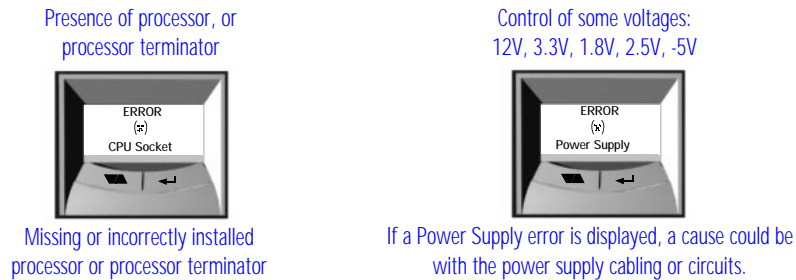 Presence of processor, or
processor terminator
ERROR
CPU Socket
Missing or incorrectly installed
processor or processor terminator
Control of some voltages:
12V, 3.3V, 1.8V, 2.5V, -5V
ERROR
Power Supply
If a Power Supply error is displayed, a cause could be
with the power supply cabling or circuits.